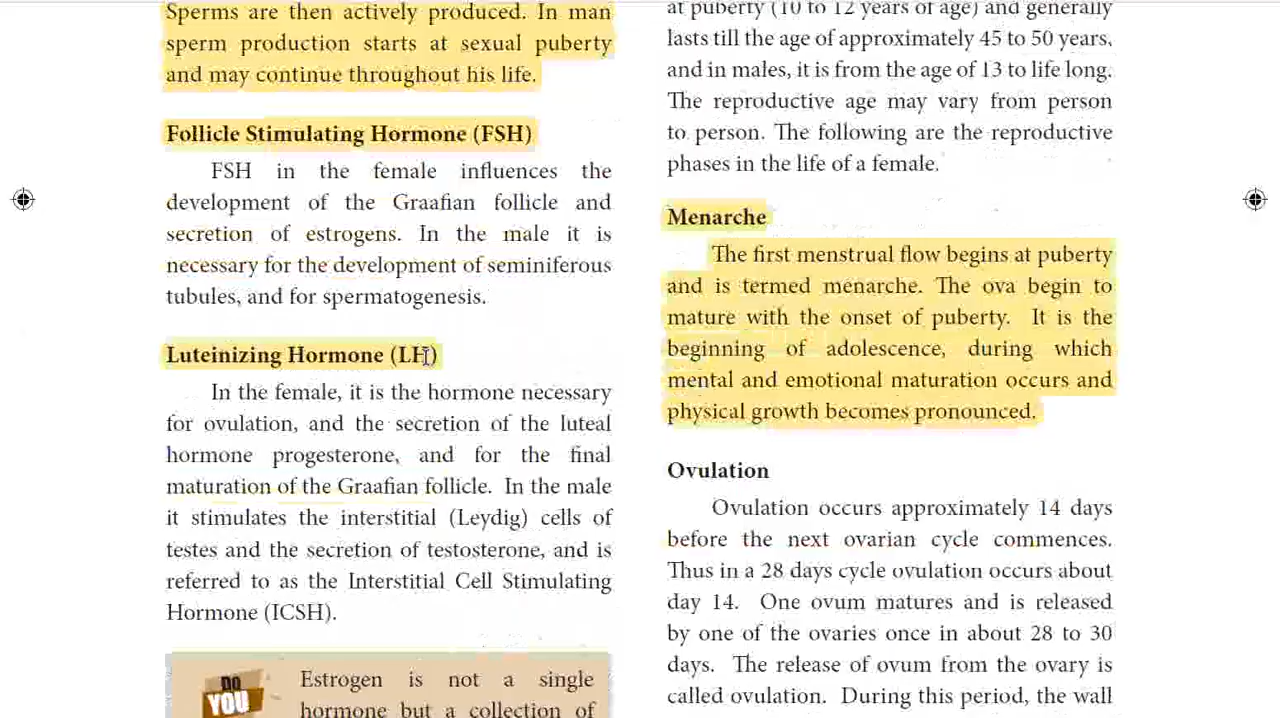 Sperms are then actively produced. In man
sperm production starts at sexual puberty
and may continue throughout his life.
Follicle Stimulating Hormone (FSH)
FSH in the female influences the
development of the Graafian follicle and
secretion of estrogens. In the male it is
necessary for the development of seminiferous
tubules, and for spermatogenesis.
Luteinizing Hormone (LH)
In the female, it is the hormone necessary
for ovulation, and the secretion of the luteal
hormone progesterone, and for the final
maturation of the Graafian follicle. In the male
it stimulates the interstitial (Leydig) cells of
testes and the secretion of testosterone, and is
referred to as the Interstitial Cell Stimulating
Hormone (ICSH).
DO
YOU
Estrogen is not a single
hormone but a collection of
at puberty (10 to 12 years of age) and generally
lasts till the age of approximately 45 to 50 years,
and in males, it is from the age of 13 to life long.
The reproductive age may vary from person
to person. The following are the reproductive
phases in the life of a female.
Menarche
The first menstrual flow begins at puberty
and is termed menarche. The ova begin to
mature with the onset of puberty. It is the
beginning of adolescence, during which
mental and emotional maturation occurs and
physical growth becomes pronounced.
Ovulation
Ovulation occurs approximately 14 days
before the next ovarian cycle commences.
Thus in a 28 days cycle ovulation occurs about
day 14. One ovum matures and is released
by one of the ovaries once in about 28 to 30
days. The release of ovum from the ovary is
called ovulation. During this period, the wall